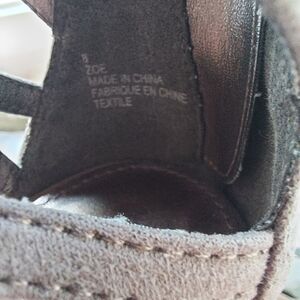 8
ZOE
MADE IN CHINA
FABRIQUE EN CHINE
TEXTILE